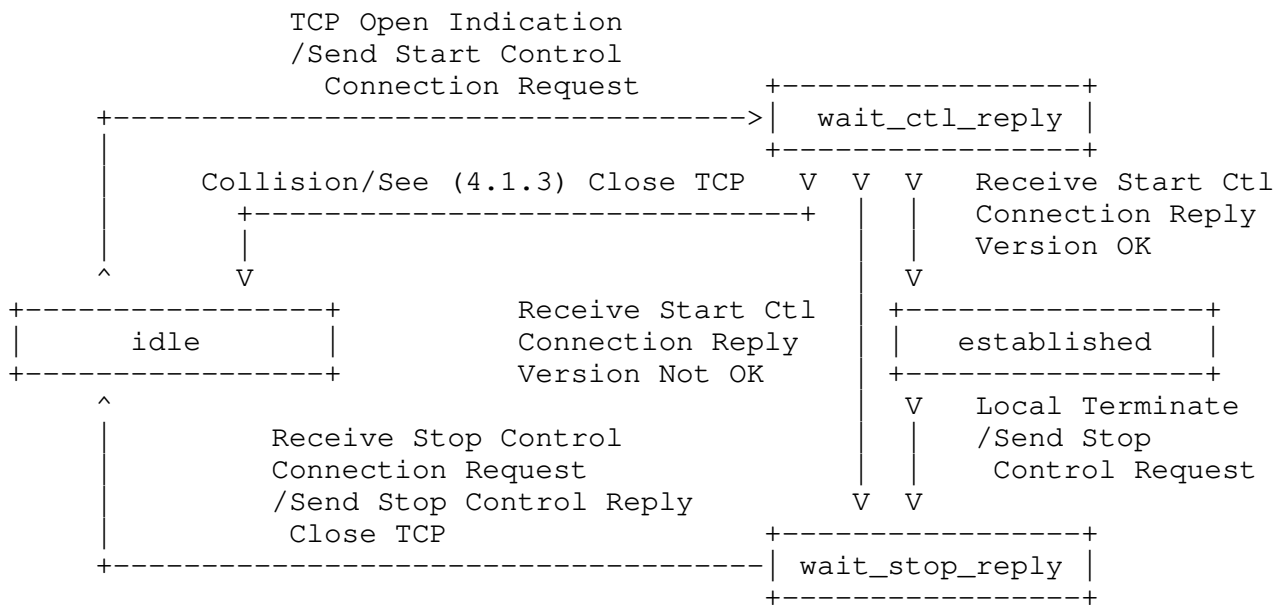 TCP Open Indication
/Send Start Control
Connection Request
wait_ctl_reply
Collision/See (4.1.3) Close TCP V V V Receive Start Ctl
Connection Reply
Version OK
^ V V
Receive Start Ctl
idle Connection Reply established
Version Not OK
^ V Local Terminate
Receive Stop Control /Send Stop
Connection Request Control Request
/Send Stop Control Reply V V
Close TCP
wait_stop_reply